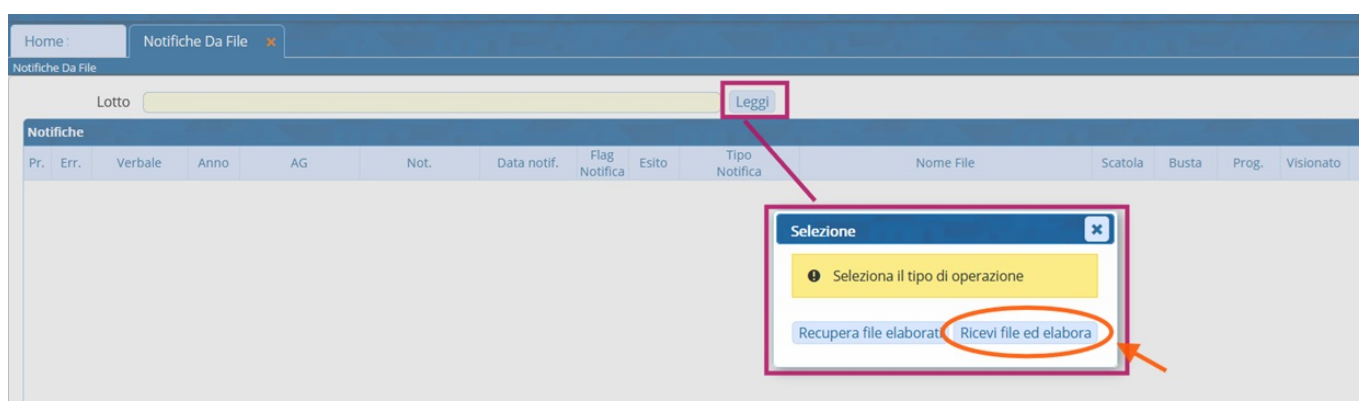 Home :
Notifiche Da File
Notifiche Da File
Lotto
Leggi
Notifiche
Pr. Err. Verbale Anno AG Not. Data notif. Flag Notifica Esito Tipo Notifica Nome File Scatola Busta Prog. Visionato
Selezione
Seleziona il tipo di operazione
Recupera file elaborati Ricevi file ed elabora